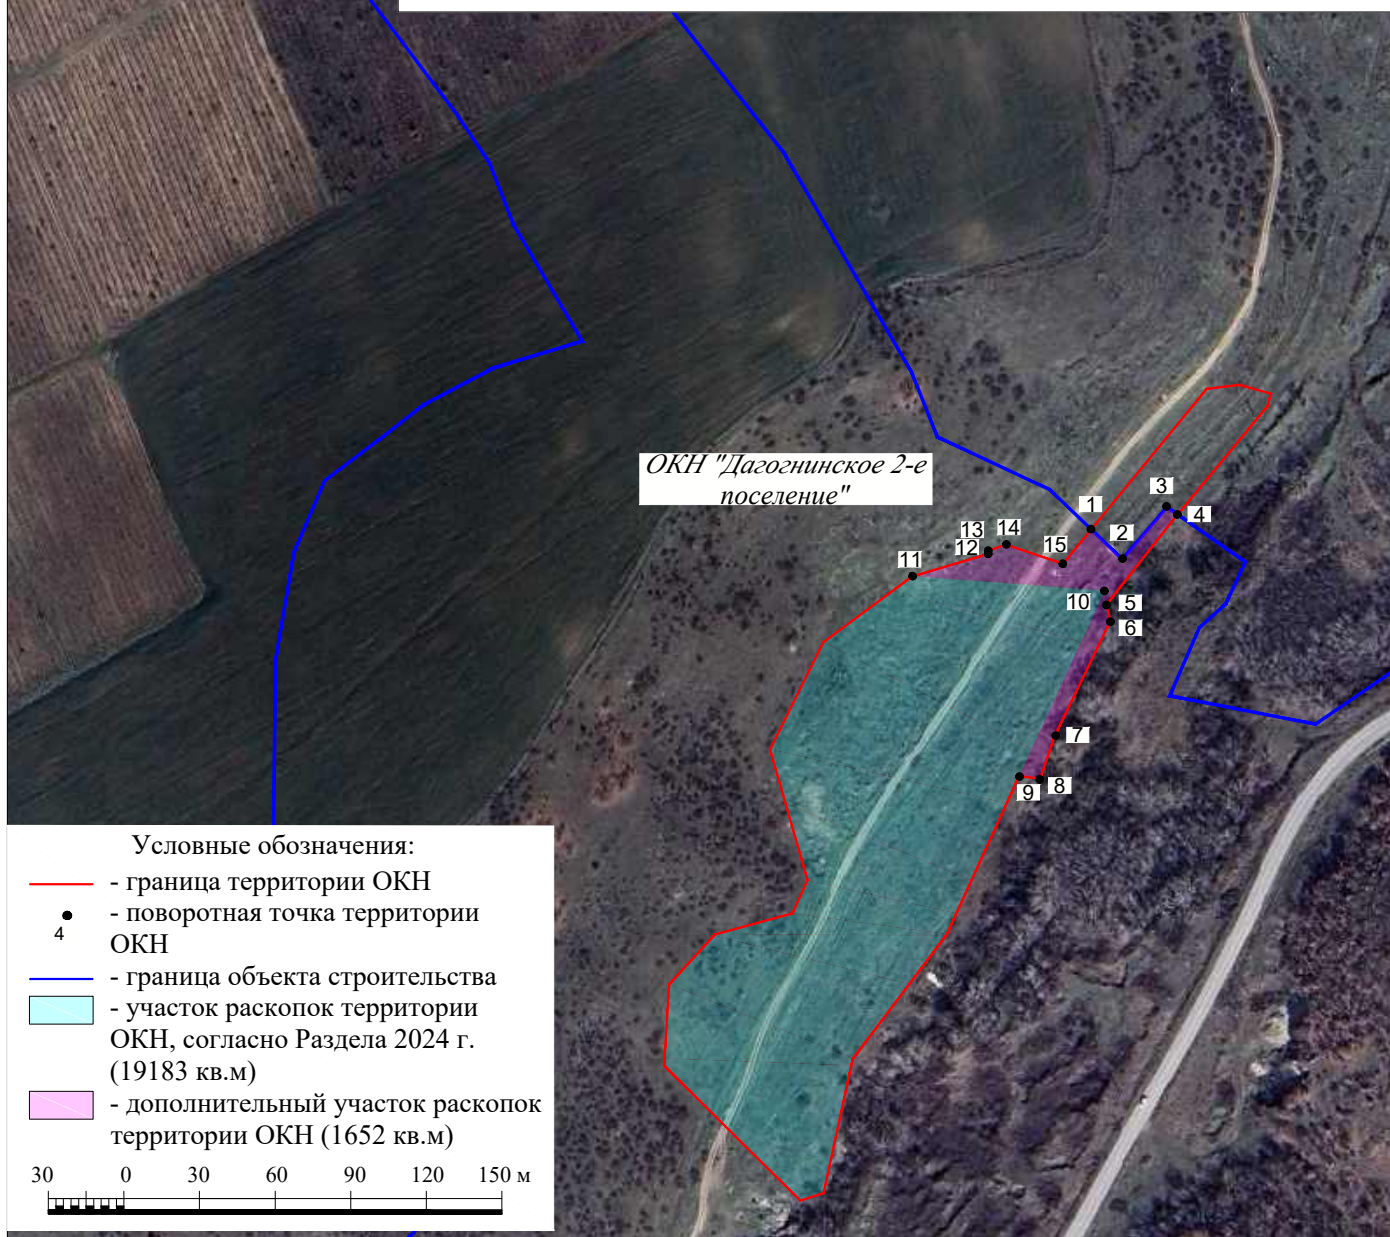 ОКН "Дагогнинское 2-е
поселение"
1
2
3
4
13
14
12
15
11
10
5
6
7
9
8
Условные обозначения:
- граница территории ОКН
- поворотная точка территории
4
ОКН
- граница объекта строительства
- участок раскопок территории
ОКН, согласно Раздела 2024 г.
(19183 кв.м)
- дополнительный участок раскопок
территории ОКН (1652 кв.м)
30 0 30 60 90 120 150 м